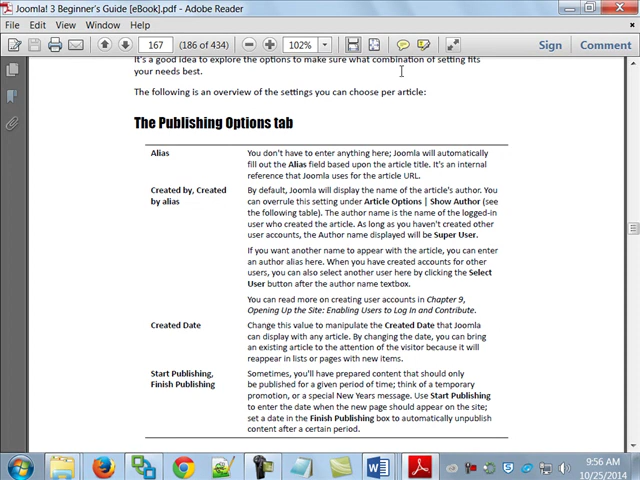 Joomla! 3 Beginner's Guide [eBook].pdf - Adobe Reader
File Edit View Window Help
167 (186 of 434) 102% Sign Comment
It's a good idea to explore the options to make sure what combination of setting fits
your needs best.
The following is an overview of the settings you can choose per article:
The Publishing Options tab
Alias You don't have to enter anything here; Joomla will automatically
fill out the Alias field based upon the article title. It's an internal
reference that Joomla uses for the article URL.
Created by, Created By default, Joomla will display the name of the article's author. You
by alias can overrule this setting under Article Options | Show Author (see
the following table). The author name is the name of the logged-in
user who created the article. As long as you haven't created other
user accounts, the Author name displayed will be Super User.
If you want another name to appear with the article, you can enter
an author alias here. When you have created accounts for other
users, you can also select another user here by clicking the Select
User button after the author name textbox.
You can read more on creating user accounts in Chapter 9,
Opening Up the Site: Enabling Users to Log In and Contribute.
Created Date Change this value to manipulate the Created Date that Joomla
can display with any article. By changing the date, you can bring
an existing article to the attention of the visitor because it will
reappear in lists or pages with new items.
Start Publishing, Sometimes, you'll have prepared content that should only
Finish Publishing be published for a given period of time; think of a temporary
promotion, or a special New Years message. Use Start Publishing
to enter the date when the new page should appear on the site;
set a date in the Finish Publishing box to automatically unpublish
content after a certain period.
9:56 AM
10/25/2014